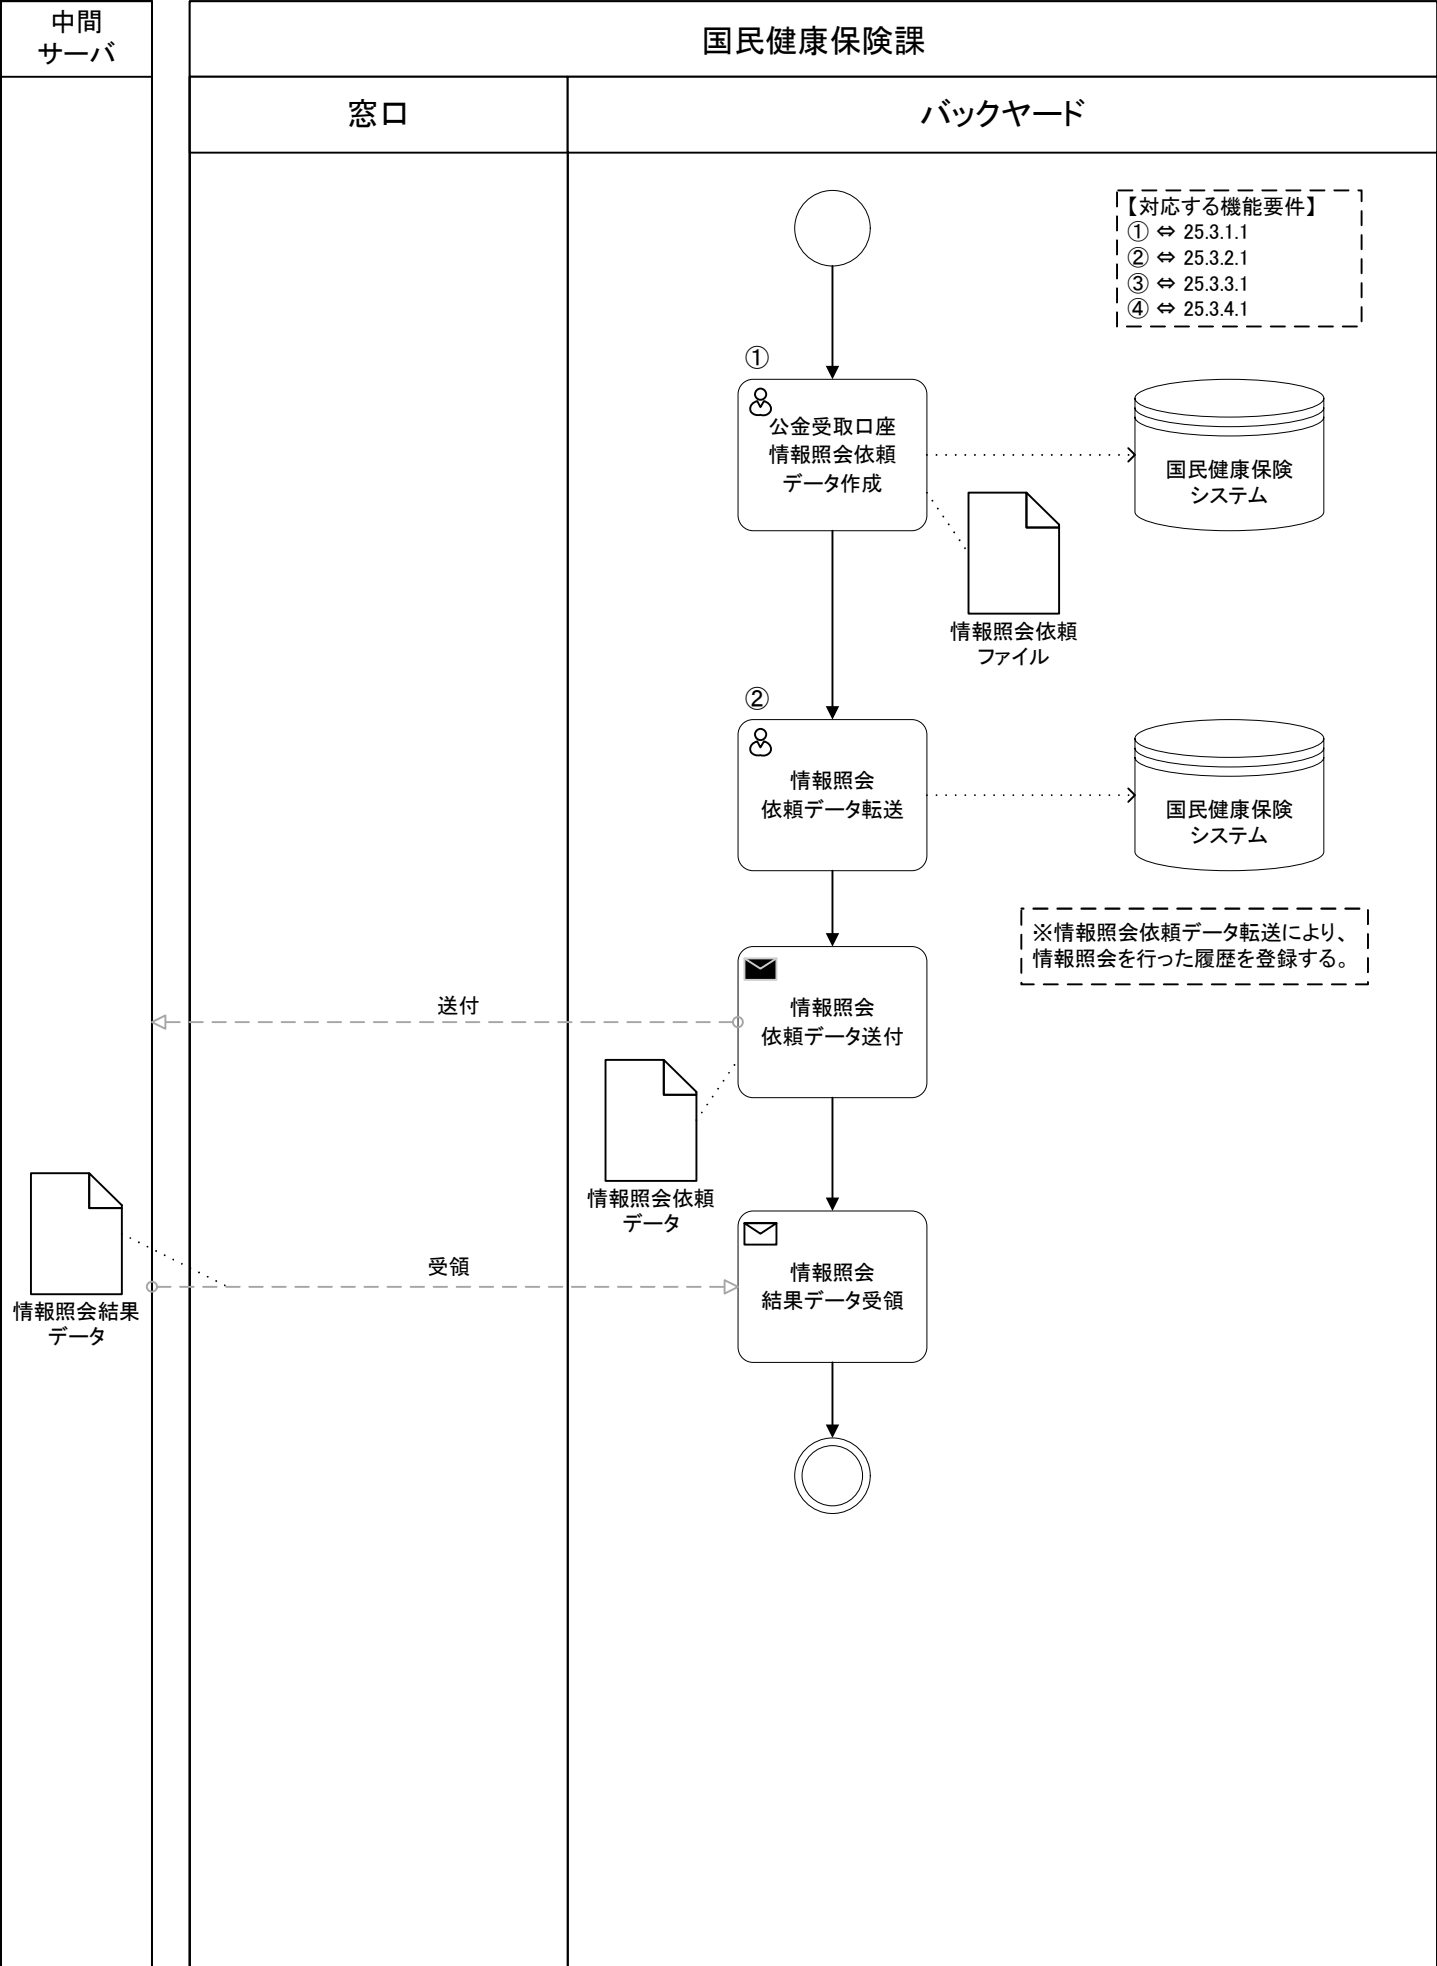 中間
サーバ
国民健康保険課
窓口
バックヤード
【対応する機能要件】
① ⇔ 25.3.1.1
② ⇔ 25.3.2.1
③ ⇔ 25.3.3.1
④ ⇔ 25.3.4.1
①
公金受取口座
情報照会依頼
データ作成
国民健康保険
システム
情報照会依頼
ファイル
②
情報照会
依頼データ転送
国民健康保険
システム
※情報照会依頼データ転送により、
情報照会を行った履歴を登録する。
送付
情報照会
依頼データ送付
情報照会依頼
データ
受領
情報照会
結果データ受領
情報照会結果
データ